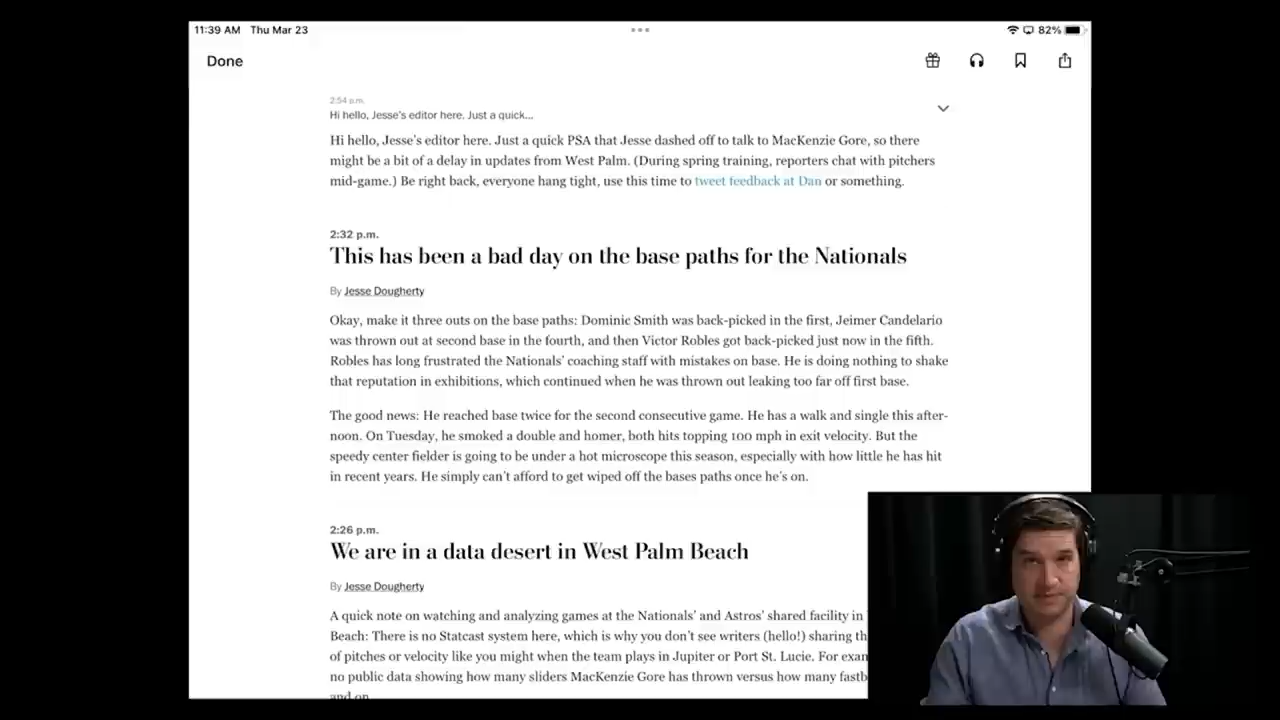 11:39 AM Thu Mar 23
82%
Done
2:54 p.m.
Hi hello, Jesse's editor here. Just a quick...
Hi hello, Jesse's editor here. Just a quick PSA that Jesse dashed off to talk to MacKenzie Gore, so there
might be a bit of a delay in updates from West Palm. (During spring training, reporters chat with pitchers
mid-game.) Be right back, everyone hang tight, use this time to tweet feedback at Dan or something.
2:32 p.m.
This has been a bad day on the base paths for the Nationals
By Jesse Dougherty
Okay, make it three outs on the base paths: Dominic Smith was back-picked in the first, Jeimer Candelario
was thrown out at second base in the fourth, and then Victor Robles got back-picked just now in the fifth.
Robles has long frustrated the Nationals' coaching staff with mistakes on base. He is doing nothing to shake
that reputation in exhibitions, which continued when he was thrown out leaking too far off first base.
The good news: He reached base twice for the second consecutive game. He has a walk and single this after-
noon. On Tuesday, he smoked a double and homer, both hits topping 100 mph in exit velocity. But the
speedy center fielder is going to be under a hot microscope this season, especially with how little he has hit
in recent years. He simply can't afford to get wiped off the bases paths once he's on.
2:26 p.m.
We are in a data desert in West Palm Beach
By Jesse Dougherty
A quick note on watching and analyzing games at the Nationals' and Astros' shared facility in
Beach: There is no Statcast system here, which is why you don't see writers (hello!) sharing th
of pitches or velocity like you might when the team plays in Jupiter or Port St. Lucie. For exam
no public data showing how many sliders MacKenzie Gore has thrown versus how many fastb
and on